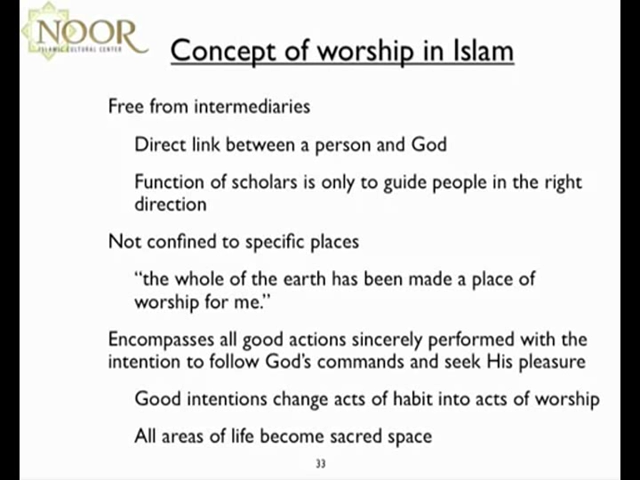 NOOR
ISLAMIC CULTURAL CENTER
Concept of worship in Islam
Free from intermediaries
Direct link between a person and God
Function of scholars is only to guide people in the right
direction
Not confined to specific places
“the whole of the earth has been made a place of
worship for me.”
Encompasses all good actions sincerely performed with the
intention to follow God’s commands and seek His pleasure
Good intentions change acts of habit into acts of worship
All areas of life become sacred space
33